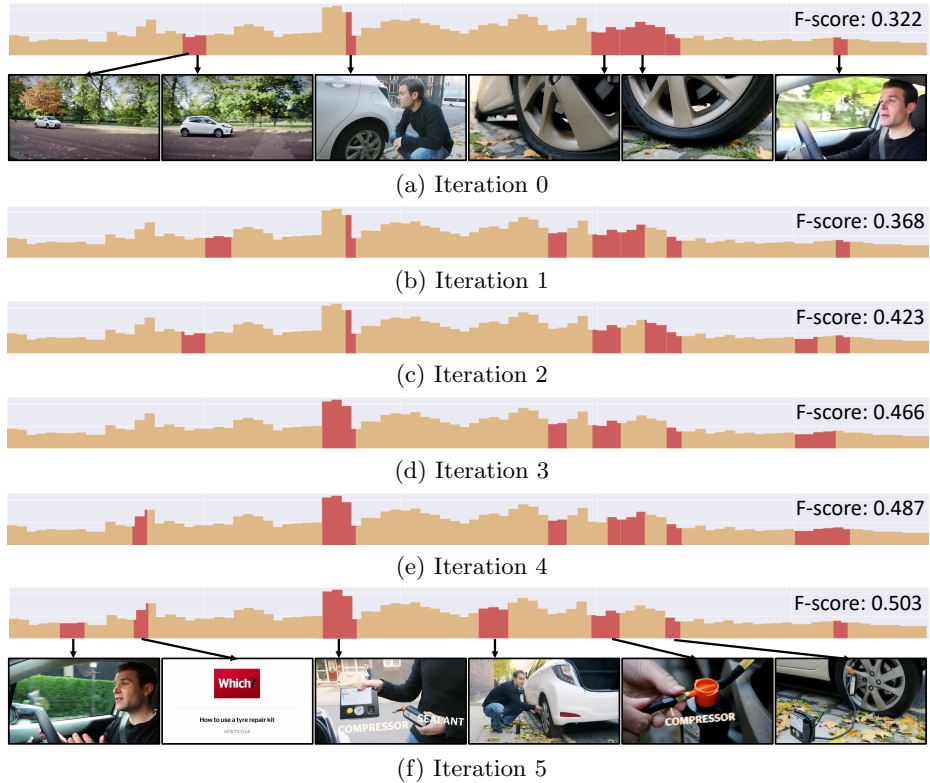 F-score: 0.322
(a) Iteration 0
F-score: 0.368
(b) Iteration 1
F-score: 0.423
(c) Iteration 2
F-score: 0.466
(d) Iteration 3
F-score: 0.487
(e) Iteration 4
F-score: 0.503
Which?
How to use a tyre repair kit
which.co.uk
COMPRESSOR
SEALANT
COMPRESSOR
(f) Iteration 5